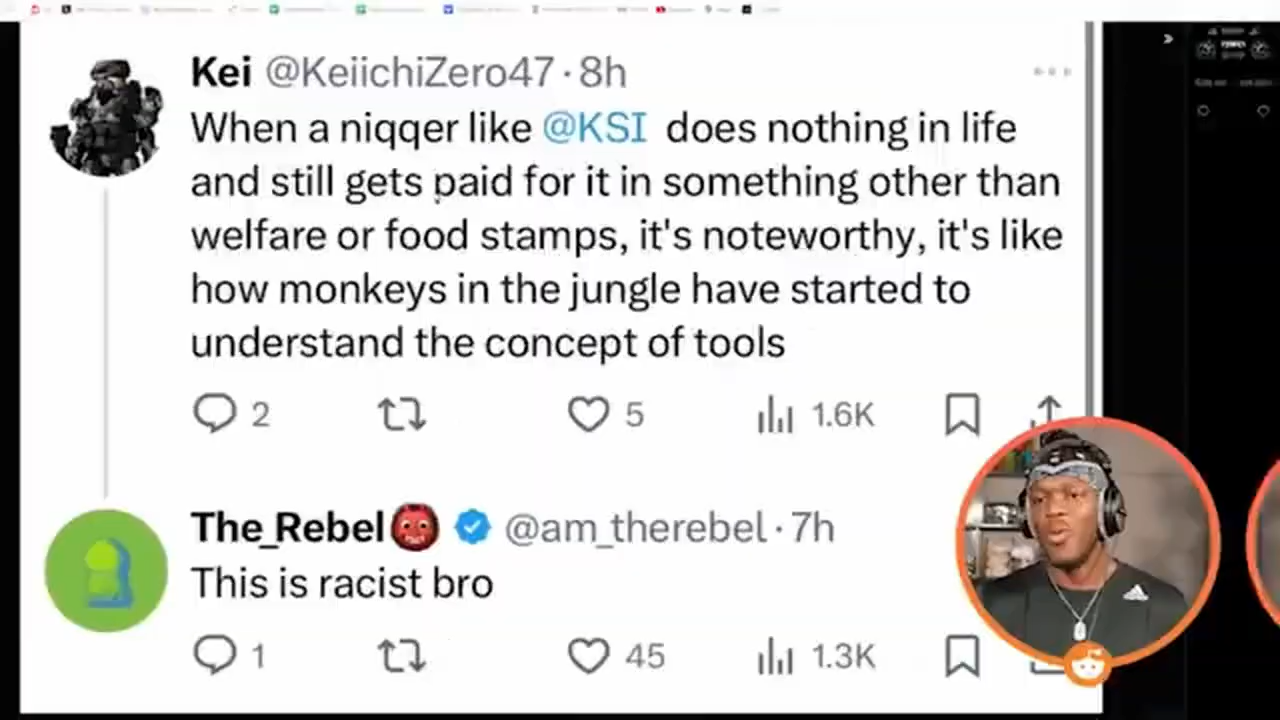 Kei @KeiichiZero47 · 8h
When a niqqer like @KSI does nothing in life
and still gets paid for it in something other than
welfare or food stamps, it's noteworthy, it's like
how monkeys in the jungle have started to
understand the concept of tools
2 5 1.6K
The_Rebel👹 @am_therebel · 7h
This is racist bro
1 45 1.3K